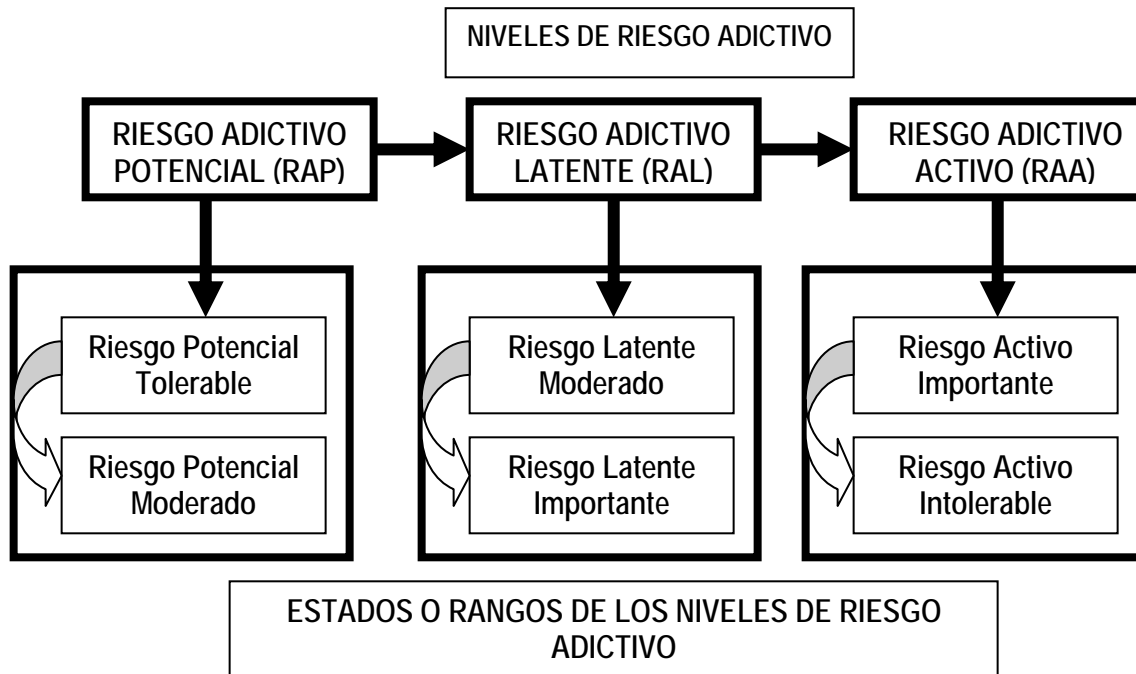 NIVELES DE RIESGO ADICTIVO
RIESGO ADICTIVO
POTENCIAL (RAP)
RIESGO ADICTIVO
LATENTE (RAL)
RIESGO ADICTIVO
ACTIVO (RAA)
Riesgo Potencial
Tolerable
Riesgo Potencial
Moderado
Riesgo Latente
Moderado
Riesgo Latente
Importante
Riesgo Activo
Importante
Riesgo Activo
Intolerable
ESTADOS O RANGOS DE LOS NIVELES DE RIESGO
ADICTIVO